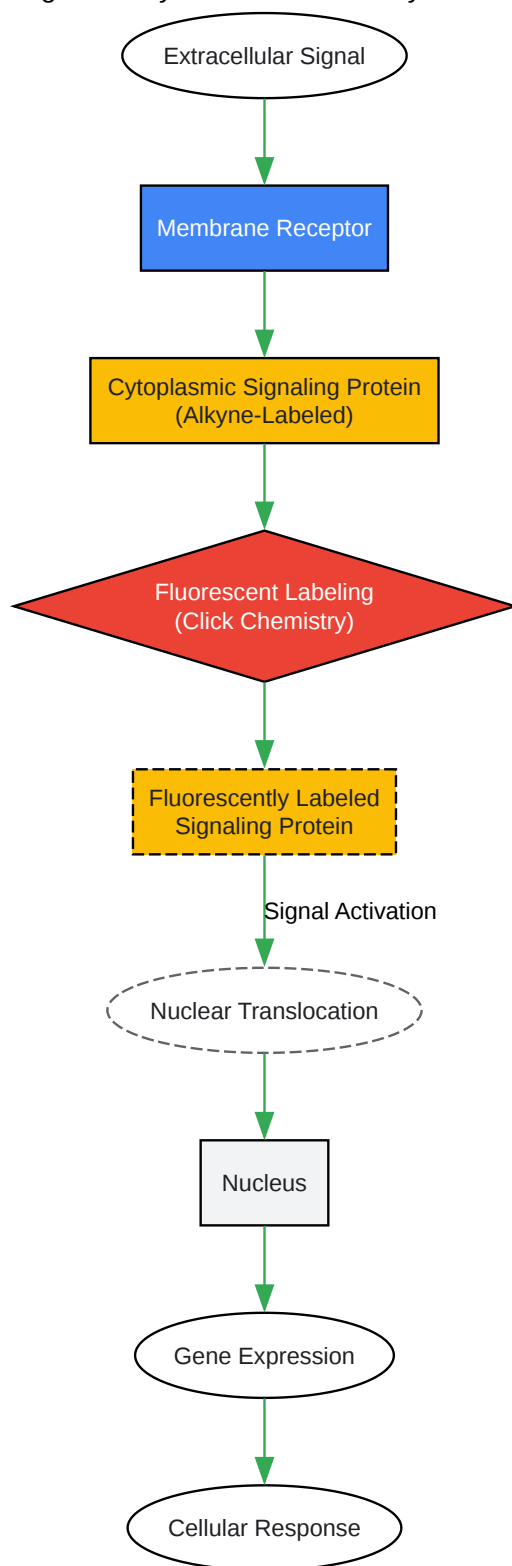 Extracellular Signal
Membrane Receptor
Cytoplasmic Signaling Protein
(Alkyne-Labeled)
Fluorescent Labeling
(Click Chemistry)
Fluorescently Labeled
Signaling Protein
Signal Activation
Nuclear Translocation
Nucleus
Gene Expression
Cellular Response